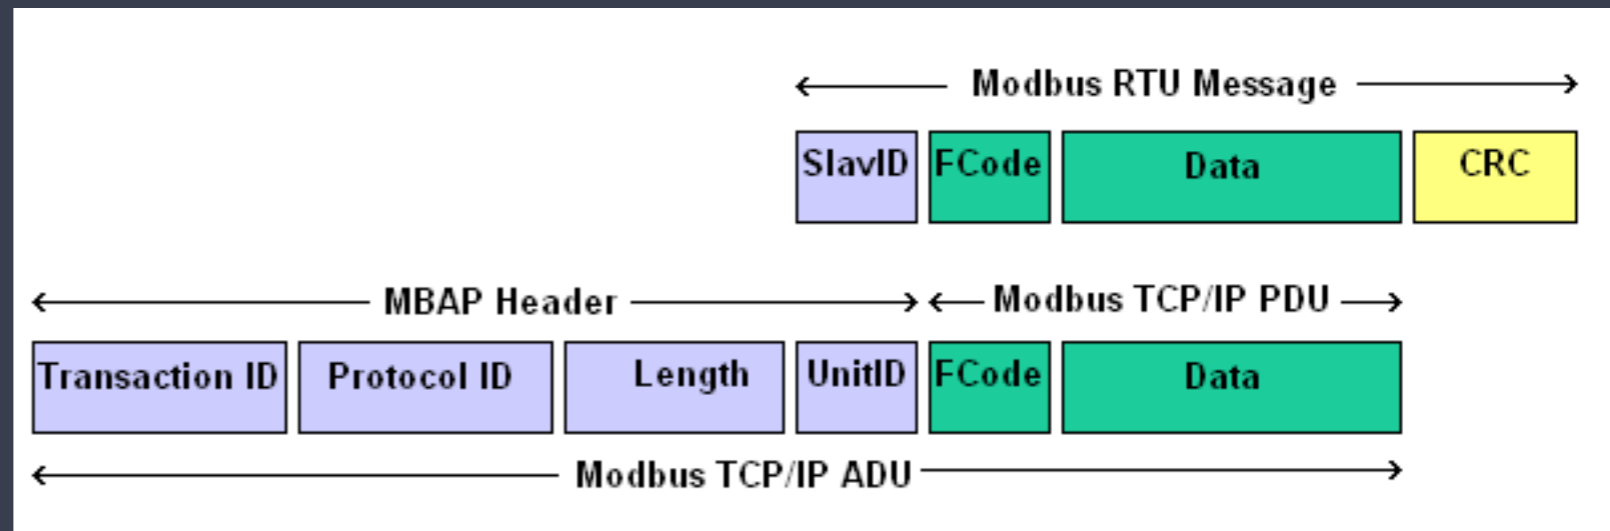 Modbus RTU Message
SlavID FCode Data CRC
MBAP Header Modbus TCP/IP PDU
Transaction ID Protocol ID Length UnitID FCode Data
Modbus TCP/IP ADU